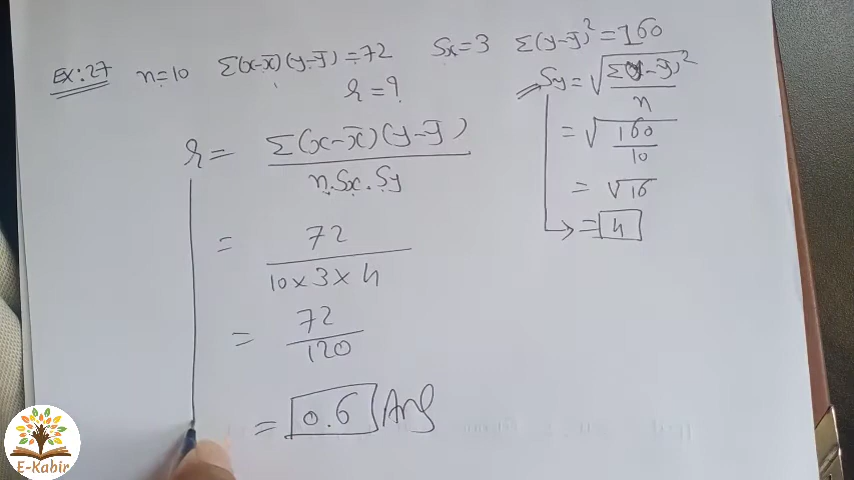 Ex:27 n=10 Σ(x-x̄)(y-ȳ)=72 Sx=3 Σ(y-ȳ)²=160
r=?
Sy=√Σ(y-ȳ)²/n
=√160/10
=√16
=4
r= Σ(x-x̄)(y-ȳ)/n.Sx.Sy
= 72/10×3×4
= 72/120
= 0.6 Ans
E-Kabir